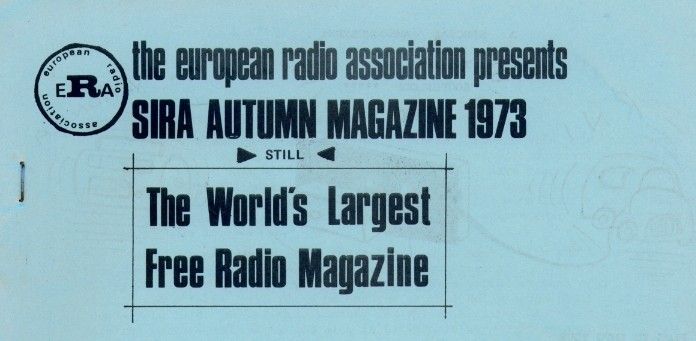 european radio
association
ERA
the european radio association presents
SIRA AUTUMN MAGAZINE 1973
▶ STILL ◀
The World's Largest
Free Radio Magazine